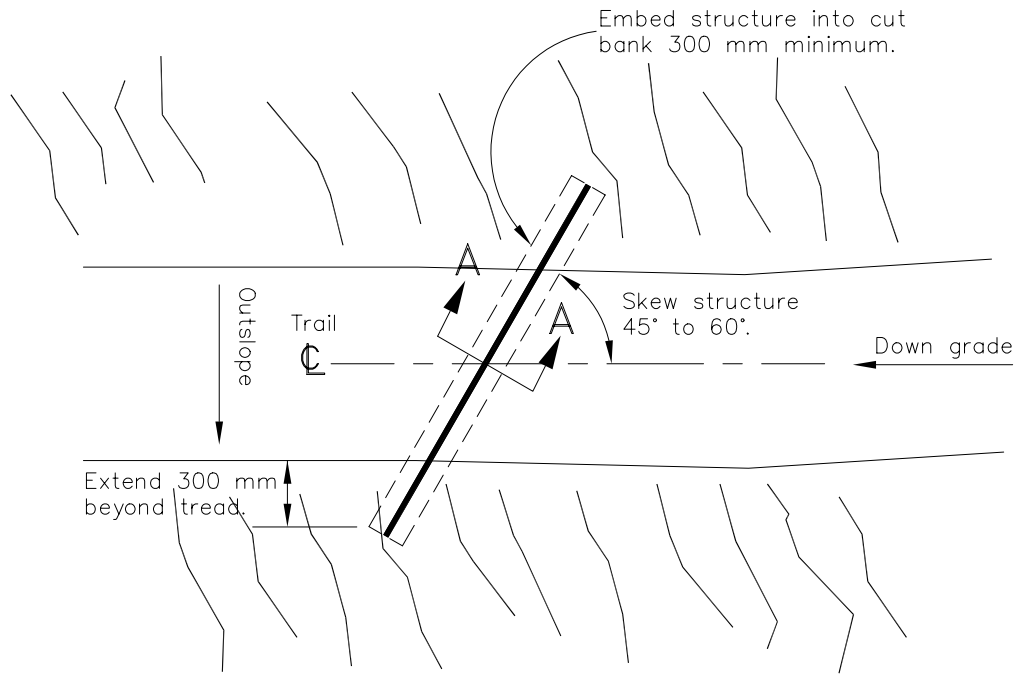 Embed structure into cut
bank 300 mm minimum.
A
A
Skew structure
45° to 60°.
Outslope
Trail
℄
Down grade
Extend 300 mm
beyond tread.